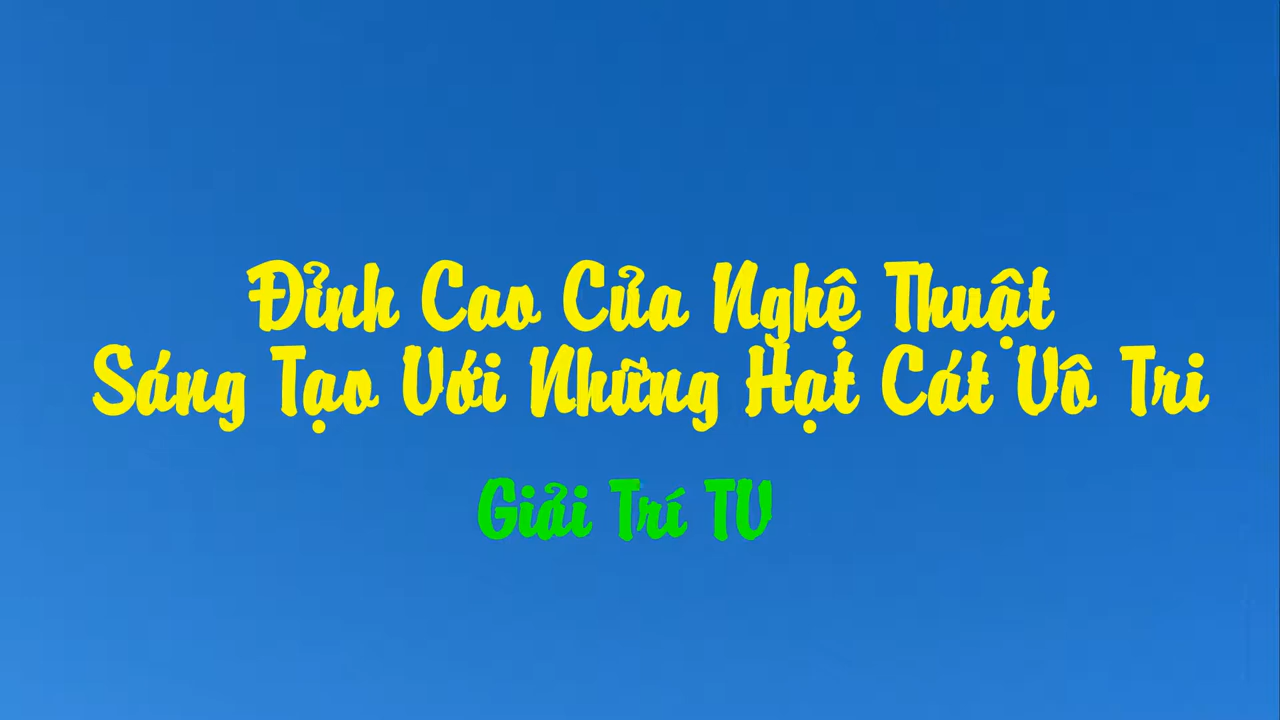 Đỉnh Cao Của Nghệ Thuật
Sáng Tạo Với Những Hạt Cát Vô Tri
Giải Trí TV